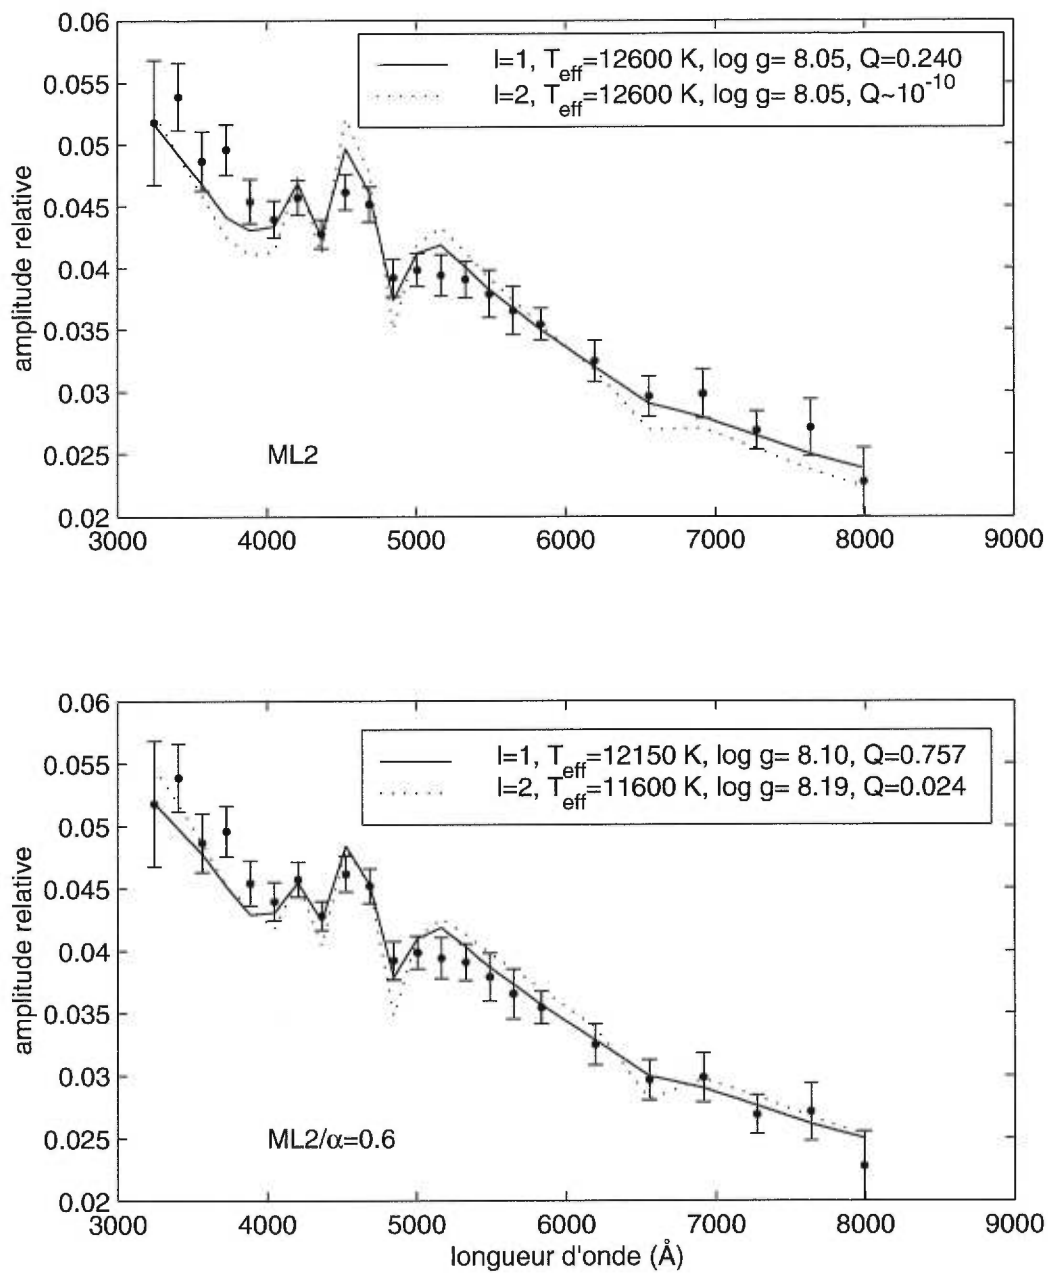 0.06
0.055
0.05
0.045
0.04
0.035
0.03
0.025
0.02
amplitude relative
l=1, Teff=12600 K, log g= 8.05, Q=0.240
l=2, Teff=12600 K, log g= 8.05, Q~10-10
ML2
3000 4000 5000 6000 7000 8000 9000
0.06
0.055
0.05
0.045
0.04
0.035
0.03
0.025
0.02
amplitude relative
l=1, Teff=12150 K, log g= 8.10, Q=0.757
l=2, Teff=11600 K, log g= 8.19, Q=0.024
ML2/α=0.6
3000 4000 5000 6000 7000 8000 9000
longueur d'onde (Å)